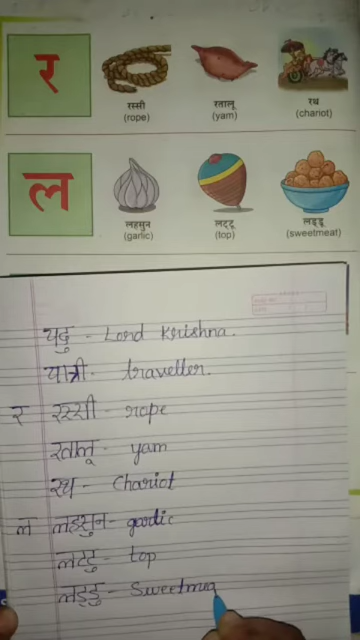 र
रस्सी
(rope)
रतालू
(yam)
रथ
(chariot)
ल
लहसुन
(garlic)
लट्टू
(top)
लड्डू
(sweetmeat)
यदु - Lord Krishna.
यात्री - traveller.
र रस्सी - rope
रतालू - yam
रथ - Chariot
ल लहसुन - garlic
लटटु - top
लड्डु - Sweetmea